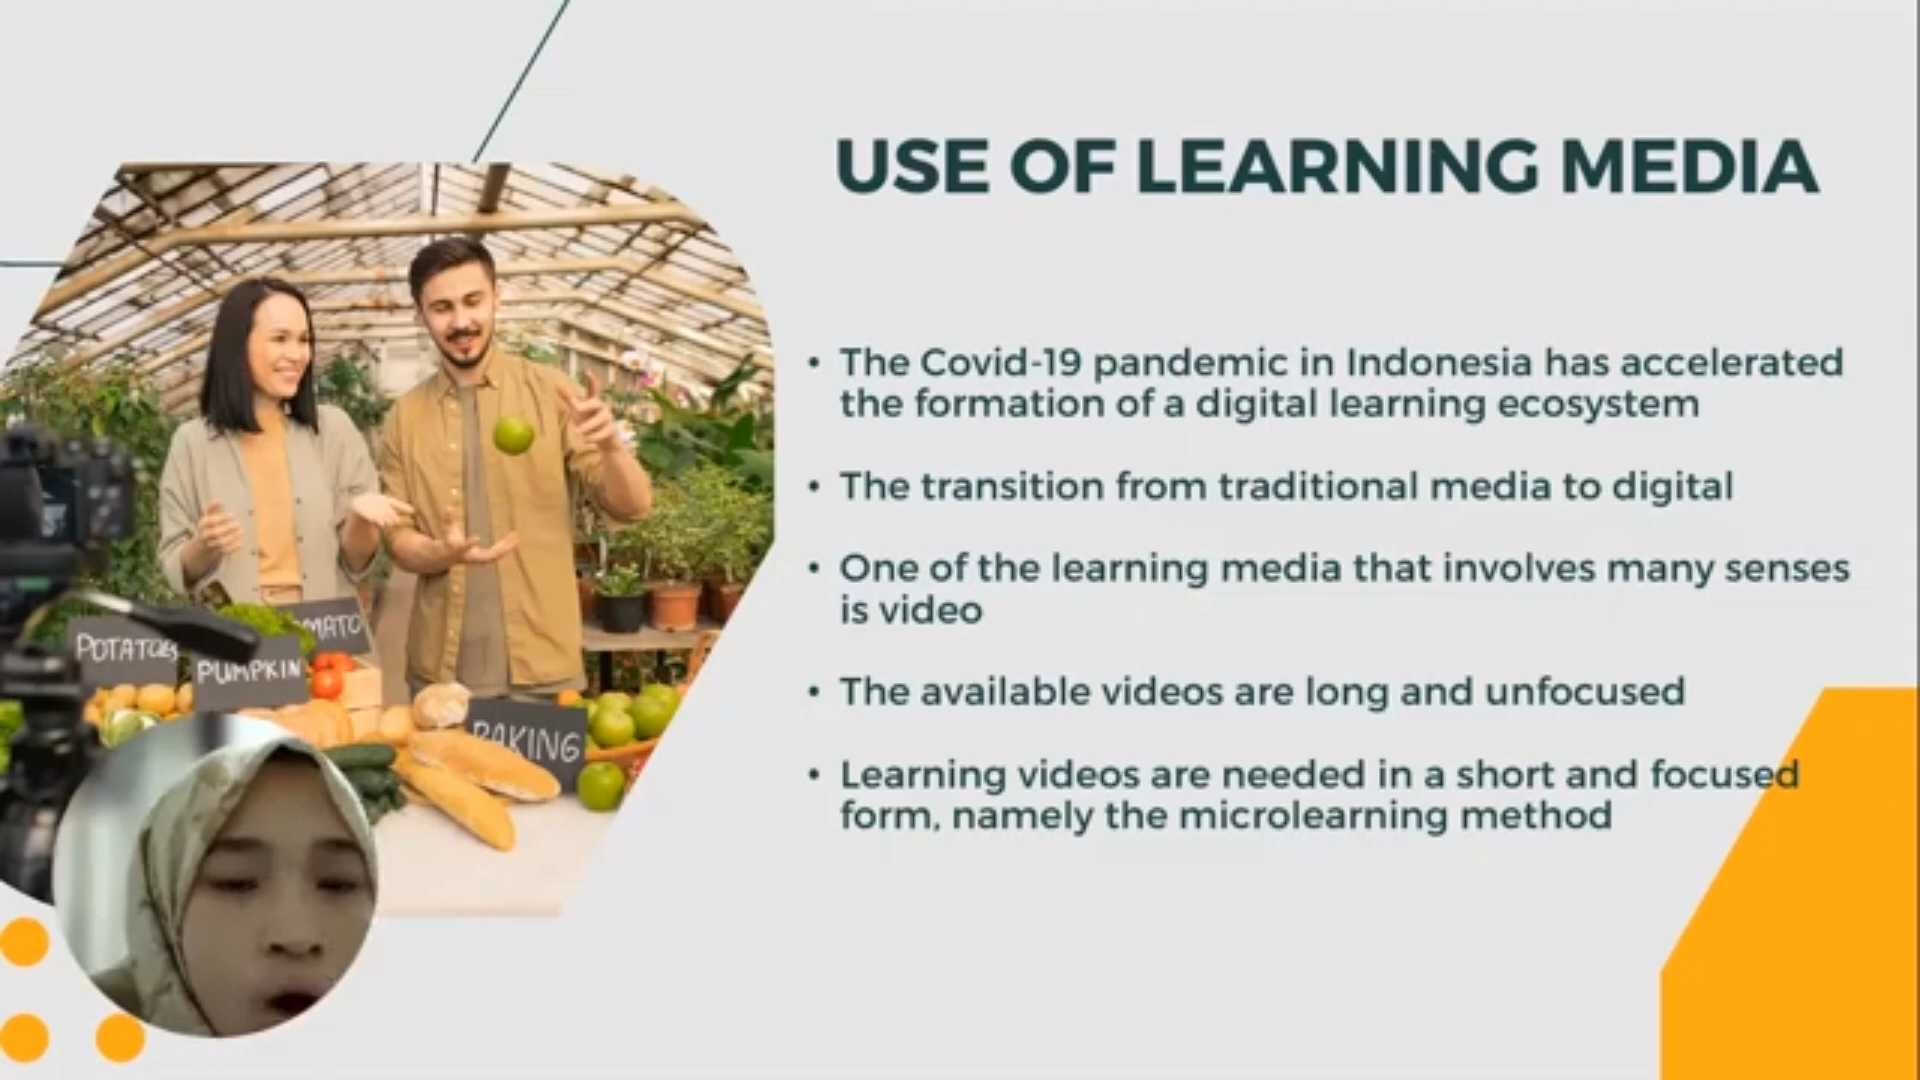 USE OF LEARNING MEDIA
• The Covid-19 pandemic in Indonesia has accelerated
the formation of a digital learning ecosystem
• The transition from traditional media to digital
• One of the learning media that involves many senses
is video
• The available videos are long and unfocused
• Learning videos are needed in a short and focused
form, namely the microlearning method
POTATOES
PUMPKIN
BAKING